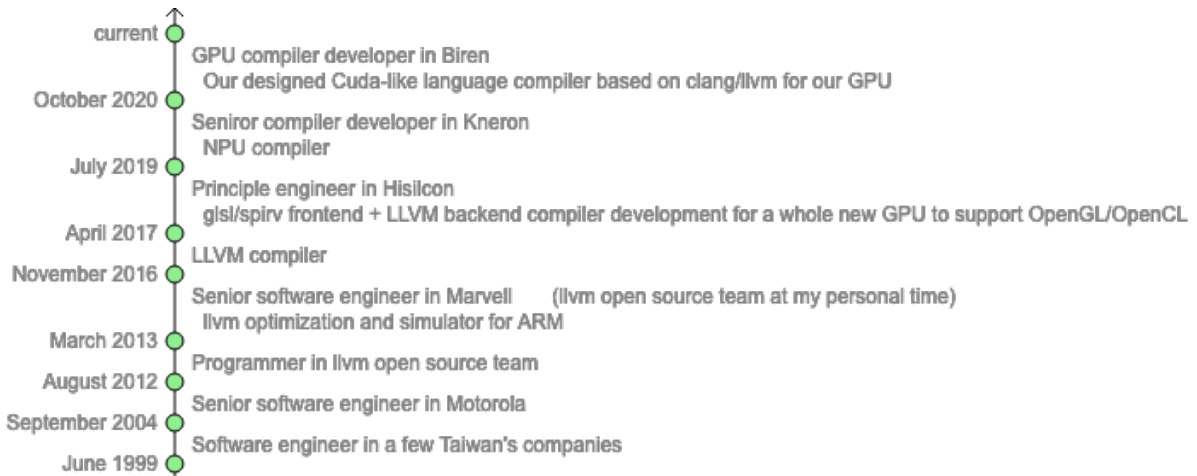 current
GPU compiler developer in Biren
Our designed Cuda-like language compiler based on clang/llvm for our GPU
October 2020
Seniror compiler developer in Kneron
NPU compiler
July 2019
Principle engineer in Hisilcon
glsl/spirv frontend + LLVM backend compiler development for a whole new GPU to support OpenGL/OpenCL
April 2017
LLVM compiler
November 2016
Senior software engineer in Marvell (llvm open source team at my personal time)
llvm optimization and simulator for ARM
March 2013
Programmer in llvm open source team
August 2012
Senior software engineer in Motorola
September 2004
Software engineer in a few Taiwan's companies
June 1999